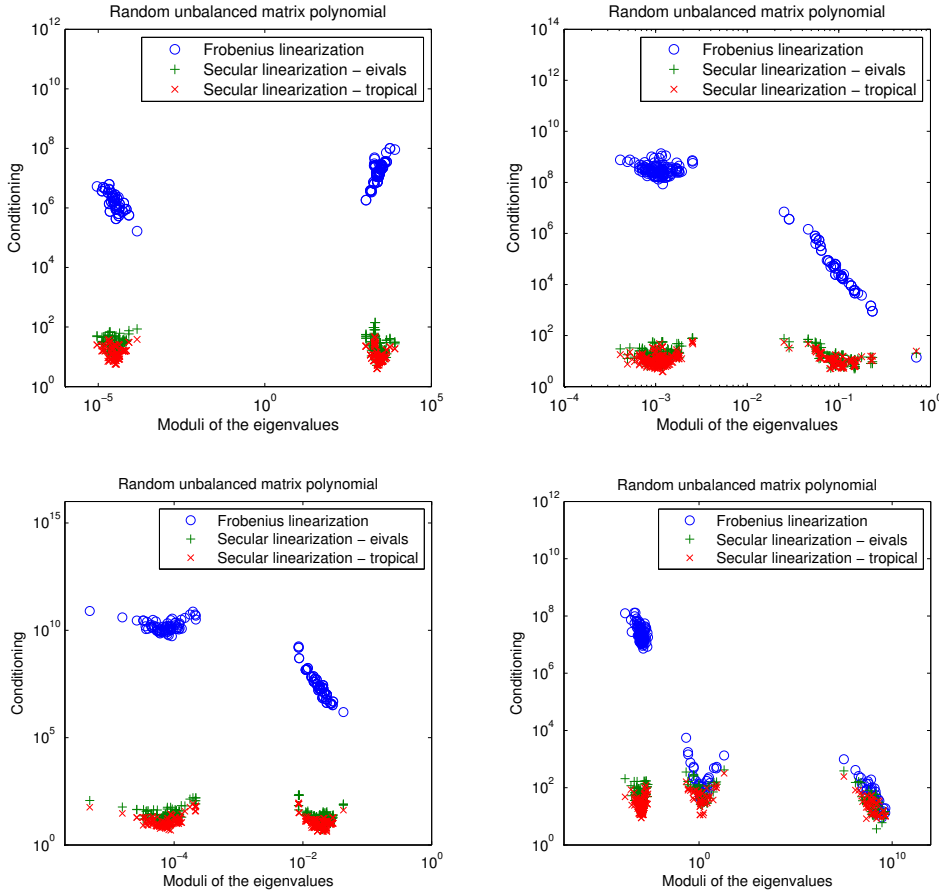 Random unbalanced matrix polynomial
10^12
10^10
10^8
10^6
10^4
10^2
10^0
Conditioning
Frobenius linearization
Secular linearization – eivals
Secular linearization – tropical
10^−5
10^0
10^5
Moduli of the eigenvalues
Random unbalanced matrix polynomial
10^14
10^12
10^10
10^8
10^6
10^4
10^2
10^0
Conditioning
Frobenius linearization
Secular linearization – eivals
Secular linearization – tropical
10^−4
10^−3
10^−2
10^−1
10^0
Moduli of the eigenvalues
Random unbalanced matrix polynomial
10^15
10^10
10^5
10^0
Conditioning
Frobenius linearization
Secular linearization – eivals
Secular linearization – tropical
10^−4
10^−2
10^0
Moduli of the eigenvalues
Random unbalanced matrix polynomial
10^12
10^10
10^8
10^6
10^4
10^2
10^0
Conditioning
Frobenius linearization
Secular linearization – eivals
Secular linearization – tropical
10^0
10^10
Moduli of the eigenvalues